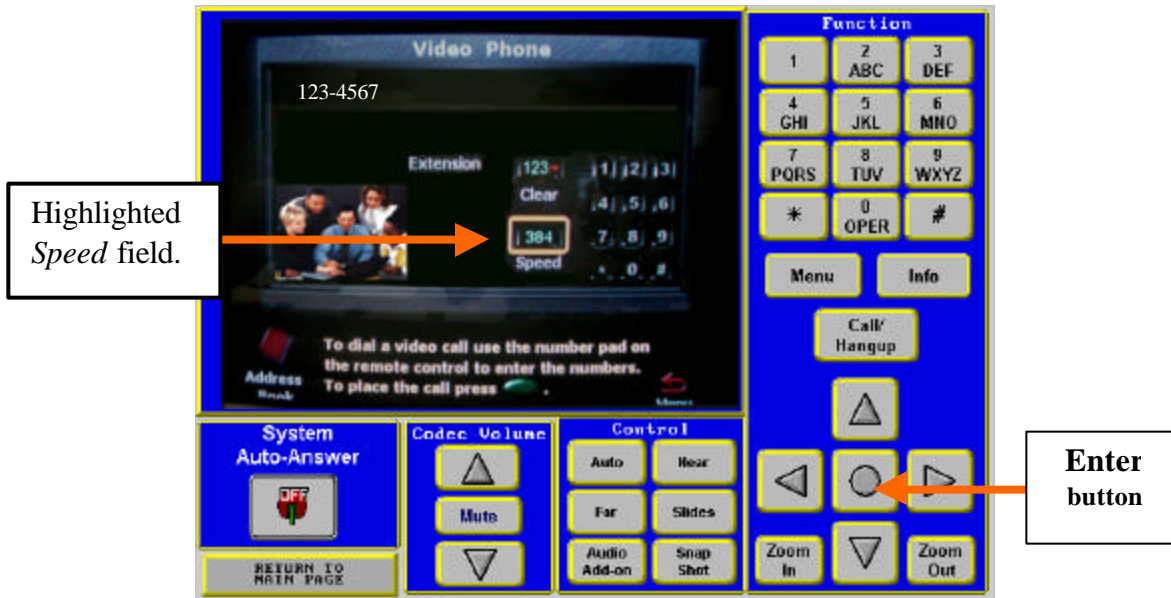 Highlighted
Speed field.
Video Phone
123-4567
Extension
123
1 2 3
Clear
4 5 6
384
7 8 9
Speed
* 0 #
To dial a video call use the number pad on
the remote control to enter the numbers.
To place the call press .
Address
Book
Menu
System
Auto-Answer
OFF
RETURN TO
MAIN PAGE
Codec Volume
Mute
Control
Auto
Near
Far
Slides
Audio
Add-on
Snap
Shot
Function
1
2
ABC
3
DEF
4
GHI
5
JKL
6
MNO
7
PQRS
8
TUV
9
WXYZ
*
0
OPER
#
Menu
Info
Call/
Hangup
Zoom
In
Zoom
Out
Enter
button